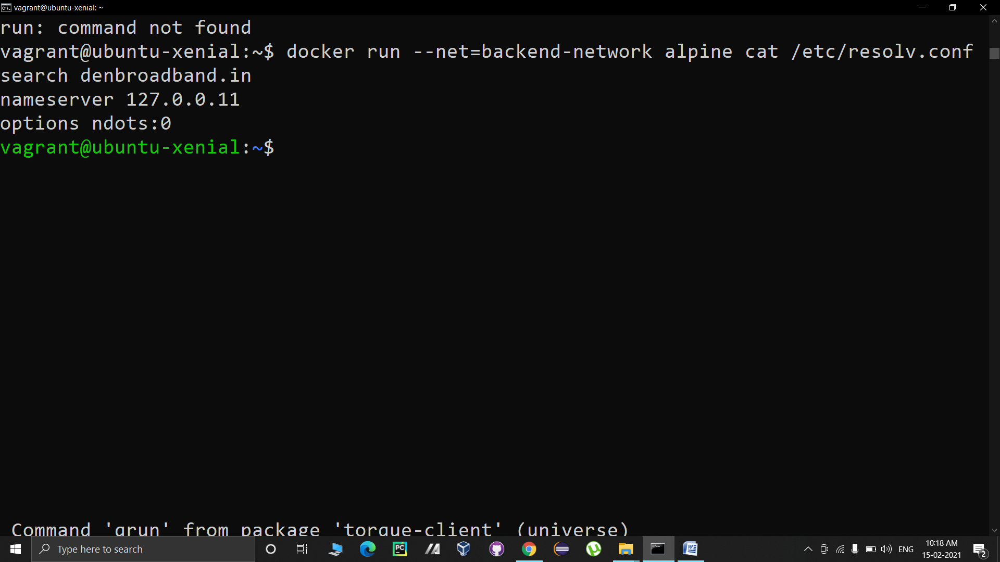 vagrant@ubuntu-xenial: ~
run: command not found
vagrant@ubuntu-xenial:~$ docker run --net=backend-network alpine cat /etc/resolv.conf
search denbroadband.in
nameserver 127.0.0.11
options ndots:0
vagrant@ubuntu-xenial:~$
Command 'qrun' from package 'torque-client' (universe)
Type here to search
PC
ENG
10:18 AM
15-02-2021
2